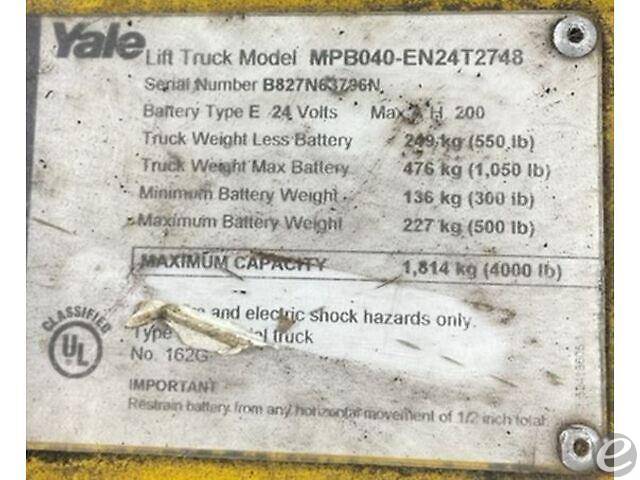 Yale Lift Truck Model MPB040-EN24T2748
Serial Number B827N63796N
Battery Type E 24 Volts Max A H 200
Truck Weight Less Battery 249 kg (550 lb)
Truck Weight Max Battery 476 kg (1,050 lb)
Minimum Battery Weight 136 kg (300 lb)
Maximum Battery Weight 227 kg (500 lb)
MAXIMUM CAPACITY 1,814 kg (4000 lb)
CLASSIFIED
UL
and electric shock hazards only.
Type truck
No. 162G
IMPORTANT
Restrain battery from any horizontal movement of 1/2 inch total
e